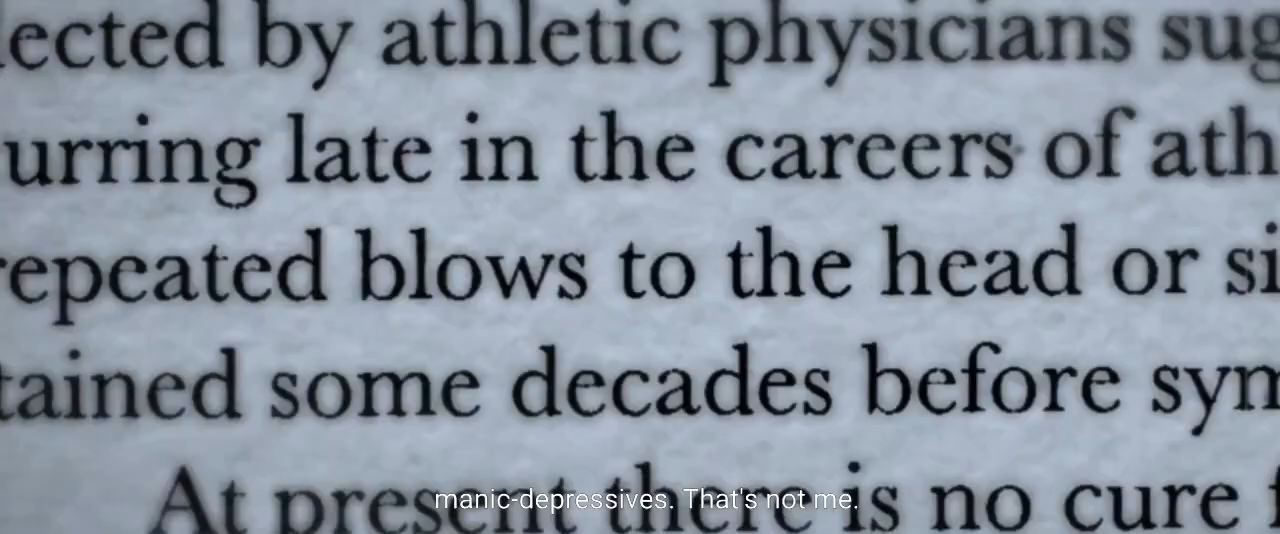 lected by athletic physicians sug
urring late in the careers of ath
repeated blows to the head or si
tained some decades before sym
At present there is no cure f
manic-depressives. That's not me.